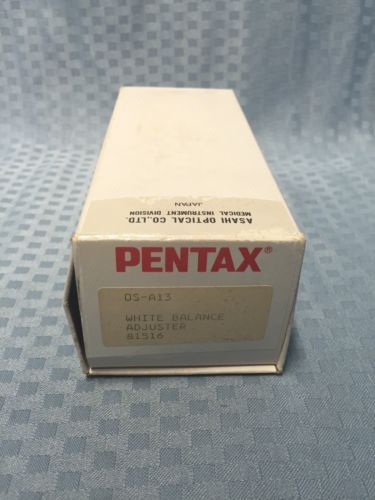 ASAHI OPTICAL CO.,LTD.
MEDICAL INSTRUMENT DIVISION
JAPAN
PENTAX®
OS-A13
WHITE BALANCE
ADJUSTER
81516